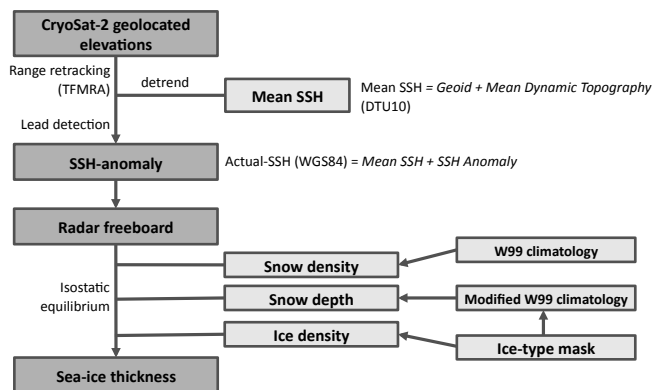 CryoSat-2 geolocated
elevations
Range retracking
(TFMRA)
detrend
Mean SSH
Mean SSH = Geoid + Mean Dynamic Topography
(DTU10)
Lead detection
SSH-anomaly
Actual-SSH (WGS84) = Mean SSH + SSH Anomaly
Radar freeboard
Snow density
W99 climatology
Isostatic
equilibrium
Snow depth
Modified W99 climatology
Ice density
Ice-type mask
Sea-ice thickness